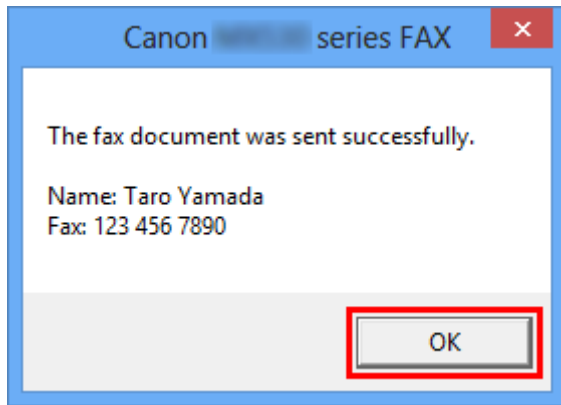 Canon series FAX
The fax document was sent successfully.
Name: Taro Yamada
Fax: 123 456 7890
OK